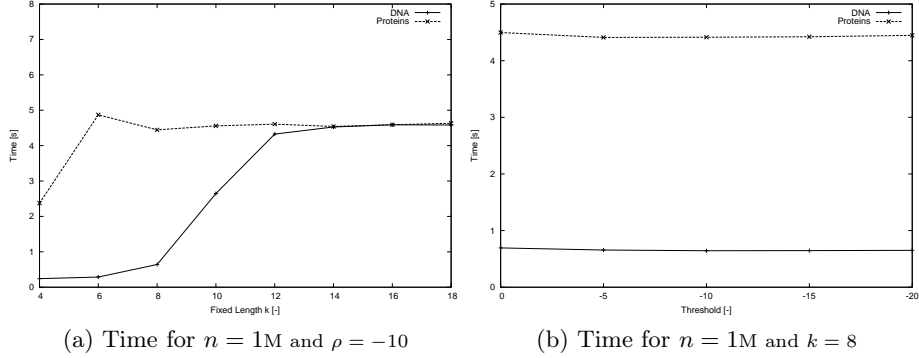 DNA
Proteins
8
7
6
5
4
3
2
1
0
Time [s]
4 6 8 10 12 14 16 18
Fixed Length k [-]
(a) Time for n = 1M and ρ = −10
DNA
Proteins
5
4
3
2
1
0
Time [s]
0 -5 -10 -15 -20
Threshold [-]
(b) Time for n = 1M and k = 8